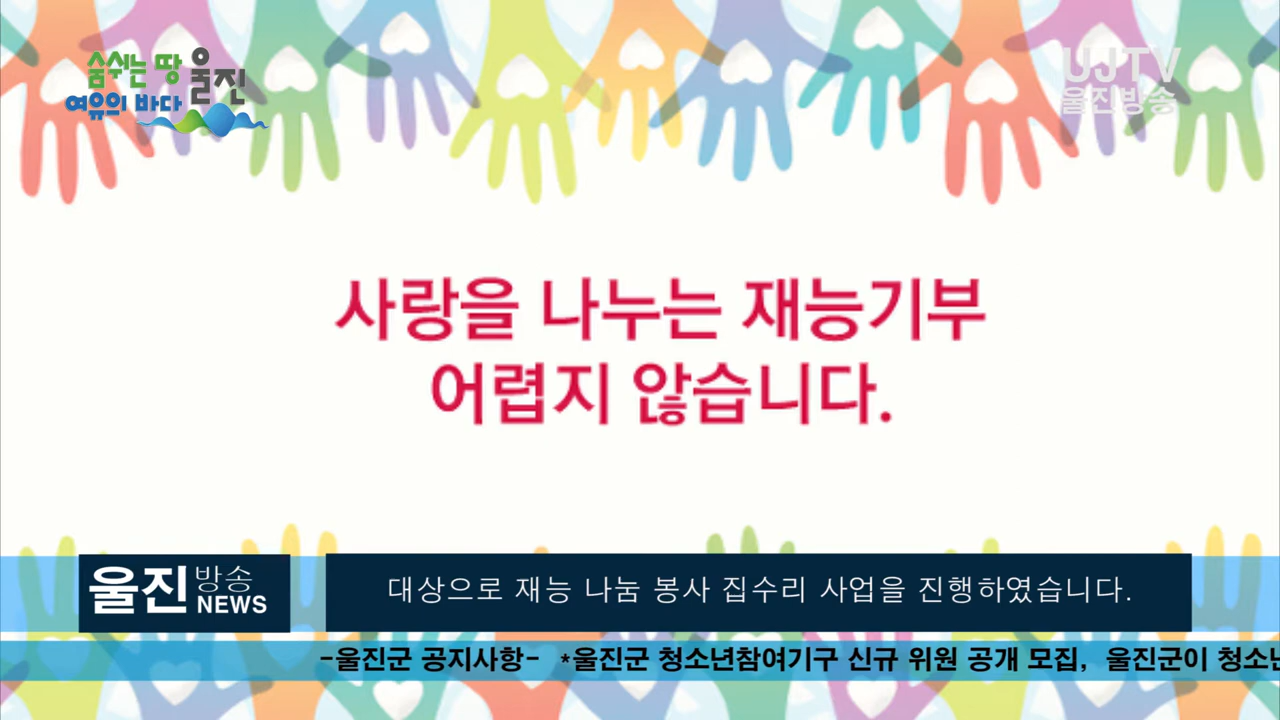 숨쉬는 땅
여유의 바다
울진
UJTV
울진방송
사랑을 나누는 재능기부
어렵지 않습니다.
울진 방송
NEWS
대상으로 재능 나눔 봉사 집수리 사업을 진행하였습니다.
-울진군 공지사항- *울진군 청소년참여기구 신규 위원 공개 모집, 울진군이 청소년